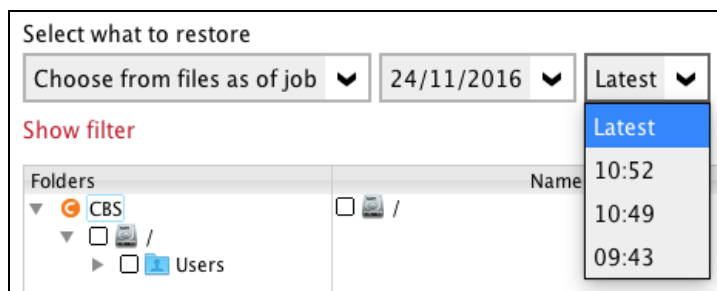 Select what to restore
Choose from files as of job 24/11/2016 Latest
Show filter
Latest
10:52
10:49
09:43
Folders Name
CBS /
/
Users